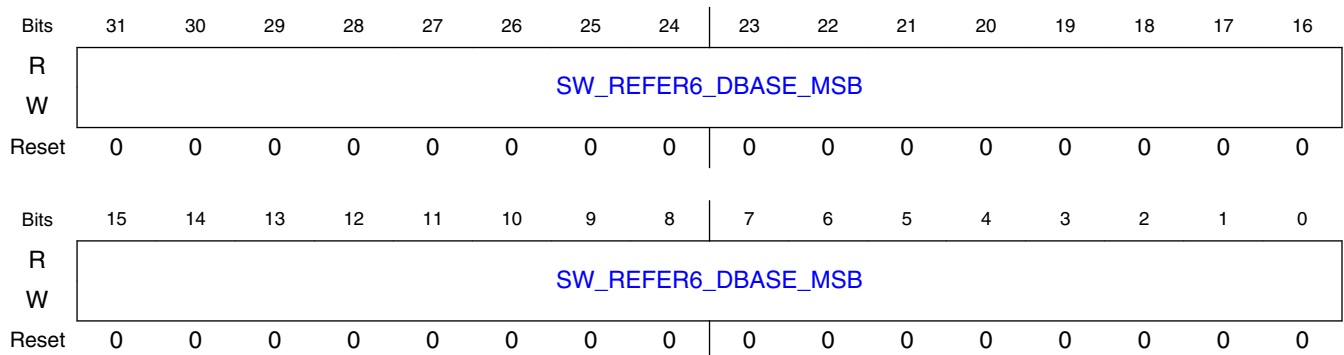 Bits 31 30 29 28 27 26 25 24 23 22 21 20 19 18 17 16
R
SW_REFER6_DBASE_MSB
W
Reset 0 0 0 0 0 0 0 0 0 0 0 0 0 0 0 0
Bits 15 14 13 12 11 10 9 8 7 6 5 4 3 2 1 0
R
SW_REFER6_DBASE_MSB
W
Reset 0 0 0 0 0 0 0 0 0 0 0 0 0 0 0 0